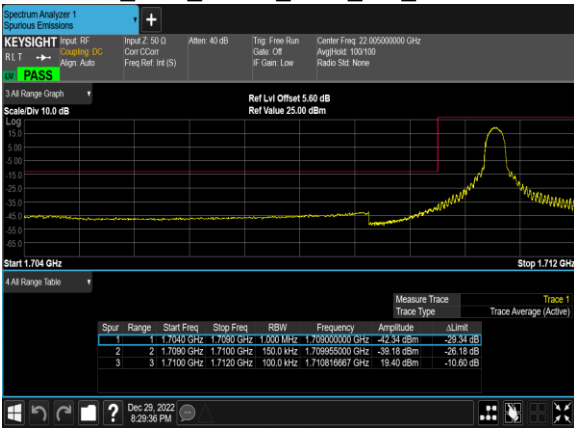 Spectrum Analyzer 1
Spurious Emissions
+
KEYSIGHT Input: RF Input Z: 50 Ω Atten: 40 dB Trig: Free Run Center Freq: 22.005000000 GHz
RLT Coupling: DC Corr CCorr Gate: Off Avg|Hold: 100/100
Align: Auto Freq Ref: Int (S) IF Gain: Low Radio Std: None
PASS
3 All Range Graph
Ref Lvl Offset 5.60 dB
Scale/Div 10.0 dB Ref Value 25.00 dBm
Log
15.0
5.00
-5.00
-15.0
-25.0
-35.0
-45.0
-55.0
-65.0
Start 1.704 GHz Stop 1.712 GHz
4 All Range Table
Measure Trace Trace 1
Trace Type Trace Average (Active)
Spur Range Start Freq Stop Freq RBW Frequency Amplitude ΔLimit
1 1 1.7040 GHz 1.7090 GHz 1.000 MHz 1.709000000 GHz -42.34 dBm -29.34 dB
2 2 1.7090 GHz 1.7100 GHz 150.0 kHz 1.709955000 GHz -39.18 dBm -26.18 dB
3 3 1.7100 GHz 1.7120 GHz 100.0 kHz 1.710816667 GHz 19.40 dBm -10.60 dB
?
Dec 29, 2022
8:29:36 PM